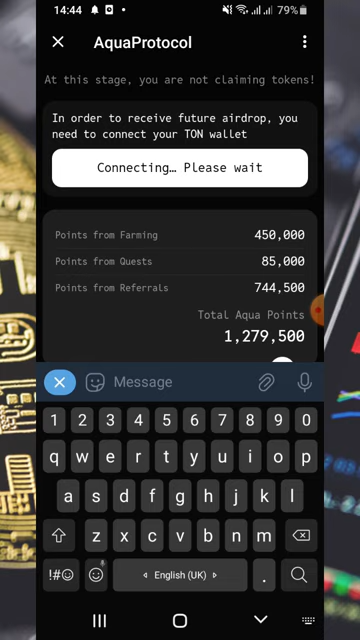 14:44
79%
AquaProtocol
At this stage, you are not claiming tokens!
In order to receive future airdrop, you
need to connect your TON wallet
Connecting… Please wait
Points from Farming 450,000
Points from Quests 85,000
Points from Referrals 744,500
Total Aqua Points
1,279,500
Message
1 2 3 4 5 6 7 8 9 0
q w e r t y u i o p
a s d f g h j k l
z x c v b n m
!#☺ English (UK) .